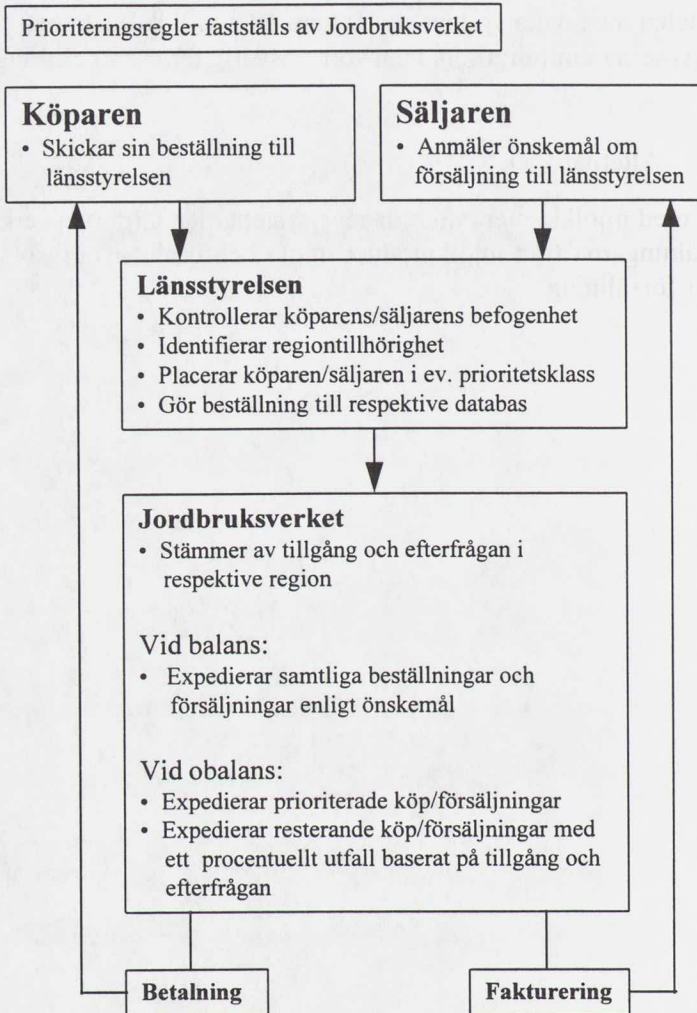 Prioriteringsregler fastställs av Jordbruksverket
Köparen
• Skickar sin beställning till
länsstyrelsen
Säljaren
• Anmäler önskemål om
försäljning till länsstyrelsen
Länsstyrelsen
• Kontrollerar köparens/säljarens befogenhet
• Identifierar regiontillhörighet
• Placerar köparen/säljaren i ev. prioritetsklass
• Gör beställning till respektive databas
Jordbruksverket
• Stämmer av tillgång och efterfrågan i
respektive region
Vid balans:
• Expedierar samtliga beställningar och
försäljningar enligt önskemål
Vid obalans:
• Expedierar prioriterade köp/försäljningar
• Expedierar resterande köp/försäljningar med
ett procentuellt utfall baserat på tillgång och
efterfrågan
Betalning
Fakturering